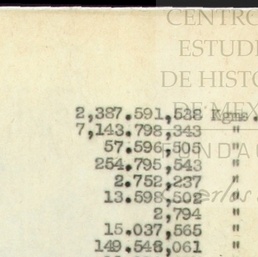 CENTRO
ESTUDI
DE HISTO
DE MEX
2,387.591,538 Kgms.
7,143.798,343 "
57.596,505 "
254.795,543 "
2.752,237 "
13.598,502 "
2,794 "
15.037,565 "
149.548,061 "